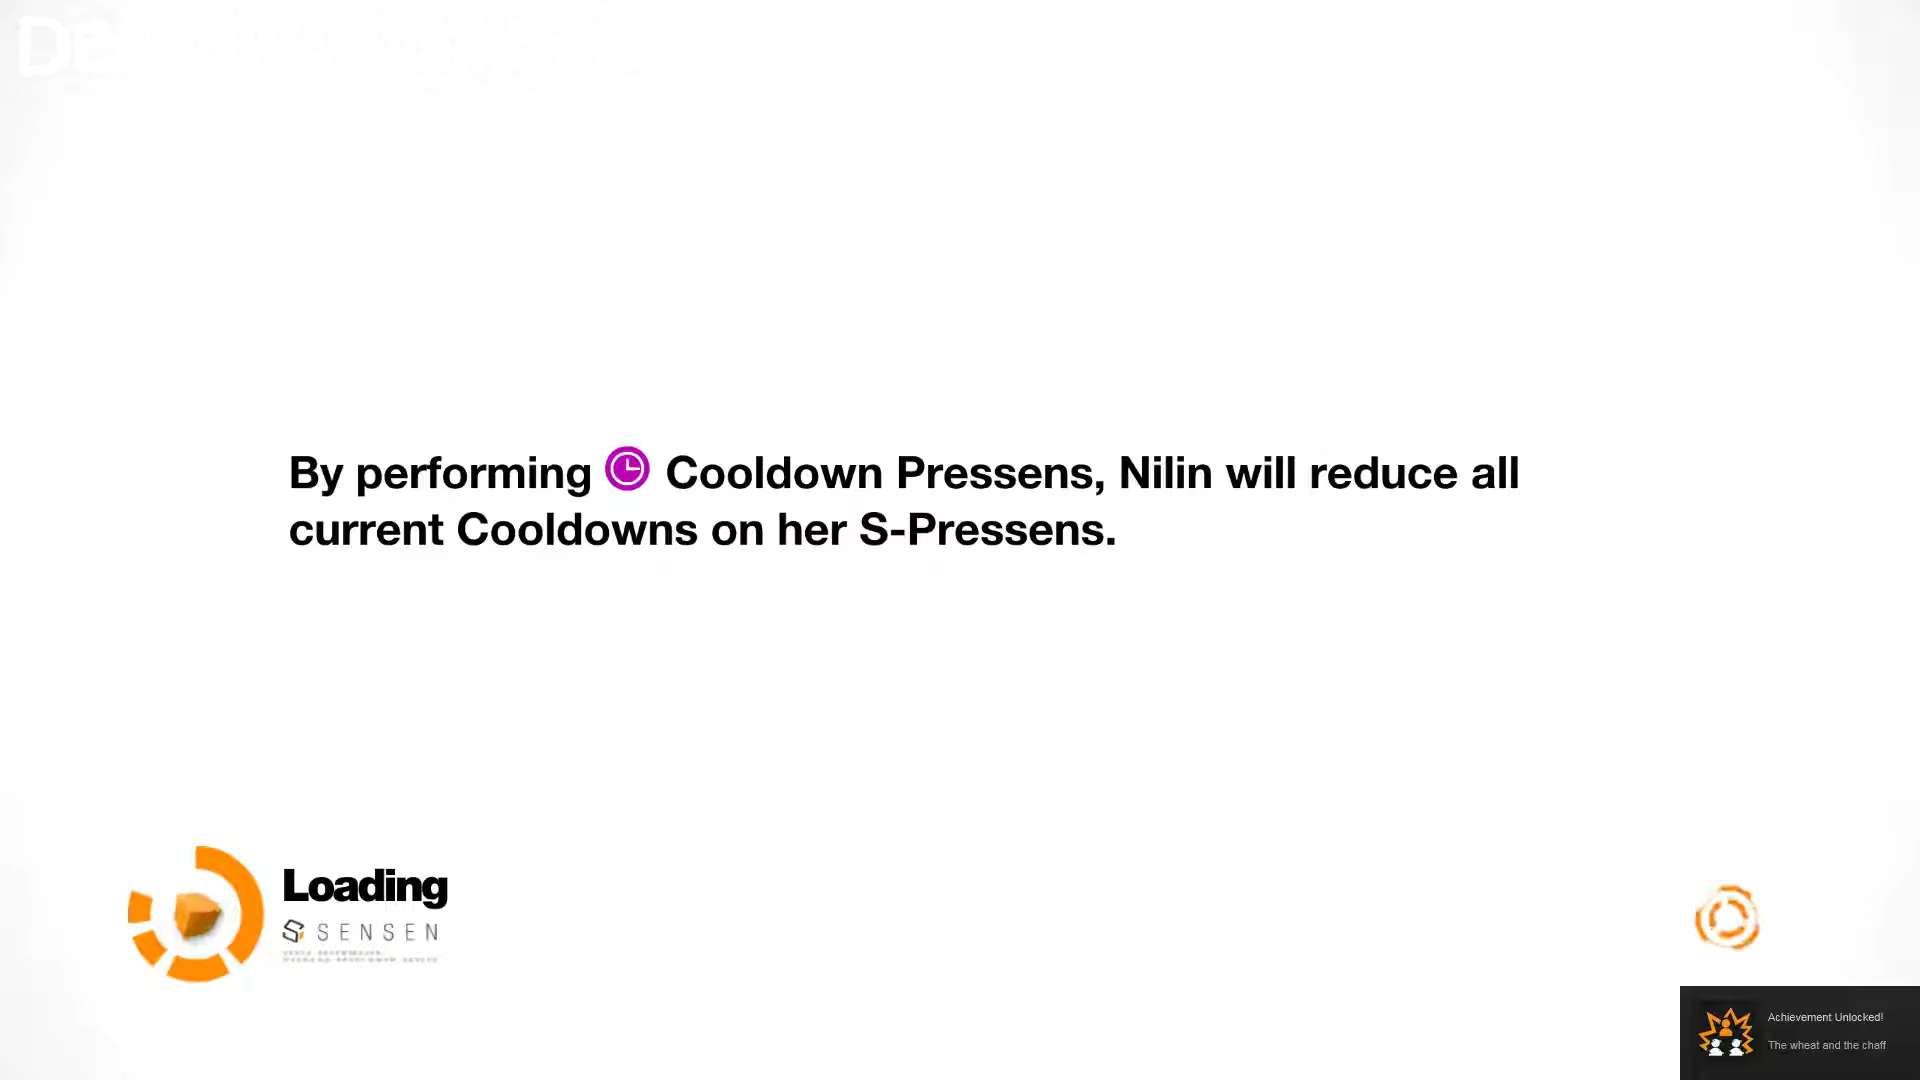 By performing Cooldown Pressens, Nilin will reduce all
current Cooldowns on her S-Pressens.
Loading
SENSEN
Achievement Unlocked!
The wheat and the chaff